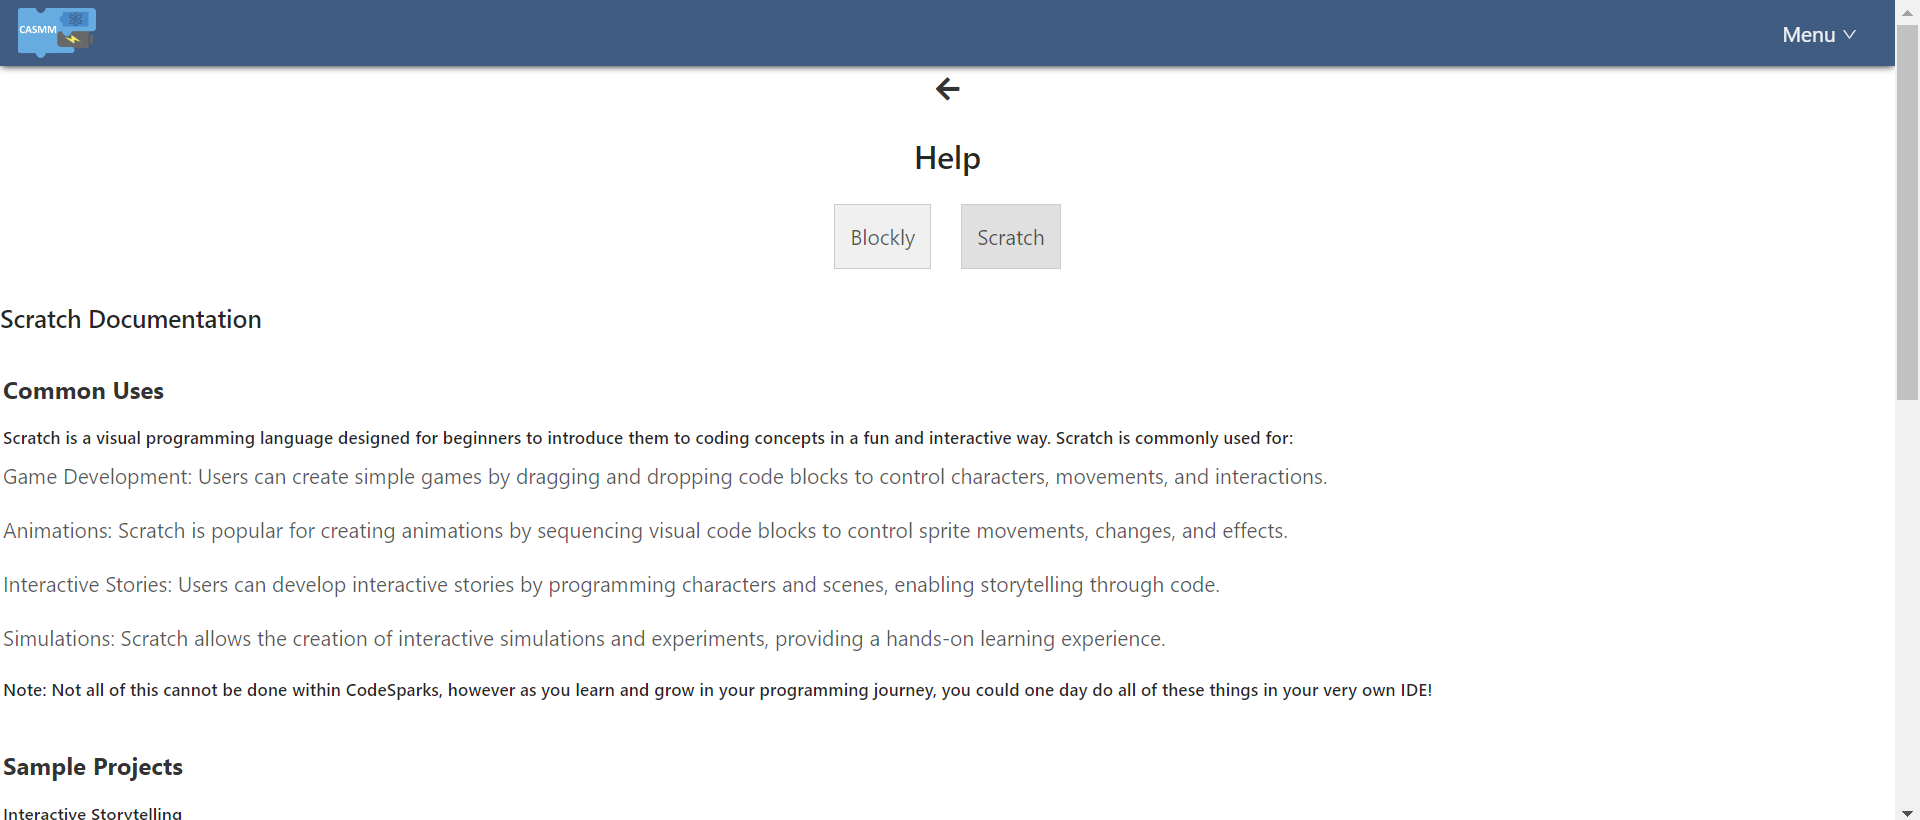 CASMM
Menu
Help
Blockly
Scratch
Scratch Documentation
Common Uses
Scratch is a visual programming language designed for beginners to introduce them to coding concepts in a fun and interactive way. Scratch is commonly used for:
Game Development: Users can create simple games by dragging and dropping code blocks to control characters, movements, and interactions.
Animations: Scratch is popular for creating animations by sequencing visual code blocks to control sprite movements, changes, and effects.
Interactive Stories: Users can develop interactive stories by programming characters and scenes, enabling storytelling through code.
Simulations: Scratch allows the creation of interactive simulations and experiments, providing a hands-on learning experience.
Note: Not all of this cannot be done within CodeSparks, however as you learn and grow in your programming journey, you could one day do all of these things in your very own IDE!
Sample Projects
Interactive Storytelling